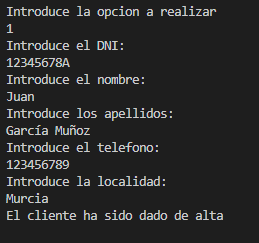 Introduce la opcion a realizar
1
Introduce el DNI:
12345678A
Introduce el nombre:
Juan
Introduce los apellidos:
García Muñoz
Introduce el telefono:
123456789
Introduce la localidad:
Murcia
El cliente ha sido dado de alta